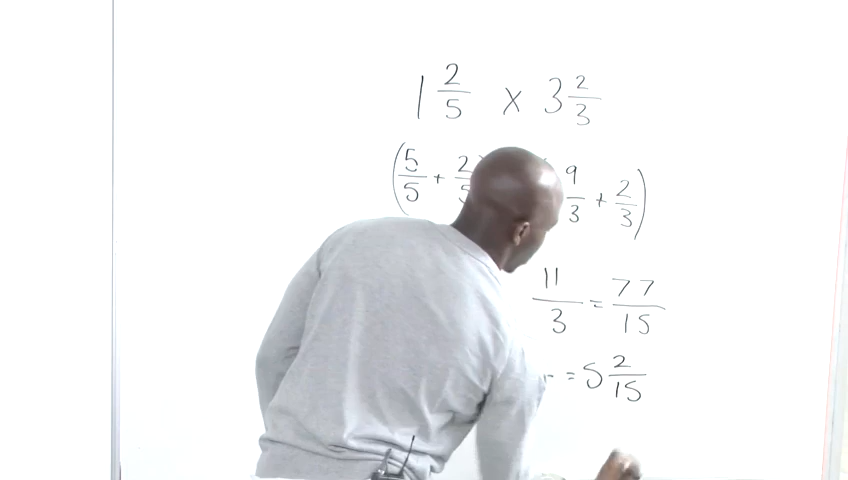 1 2/5 x 3 2/3
(5/5 + 2/5 9/3 + 2/3)
11/3 = 77/15
= 5 2/15